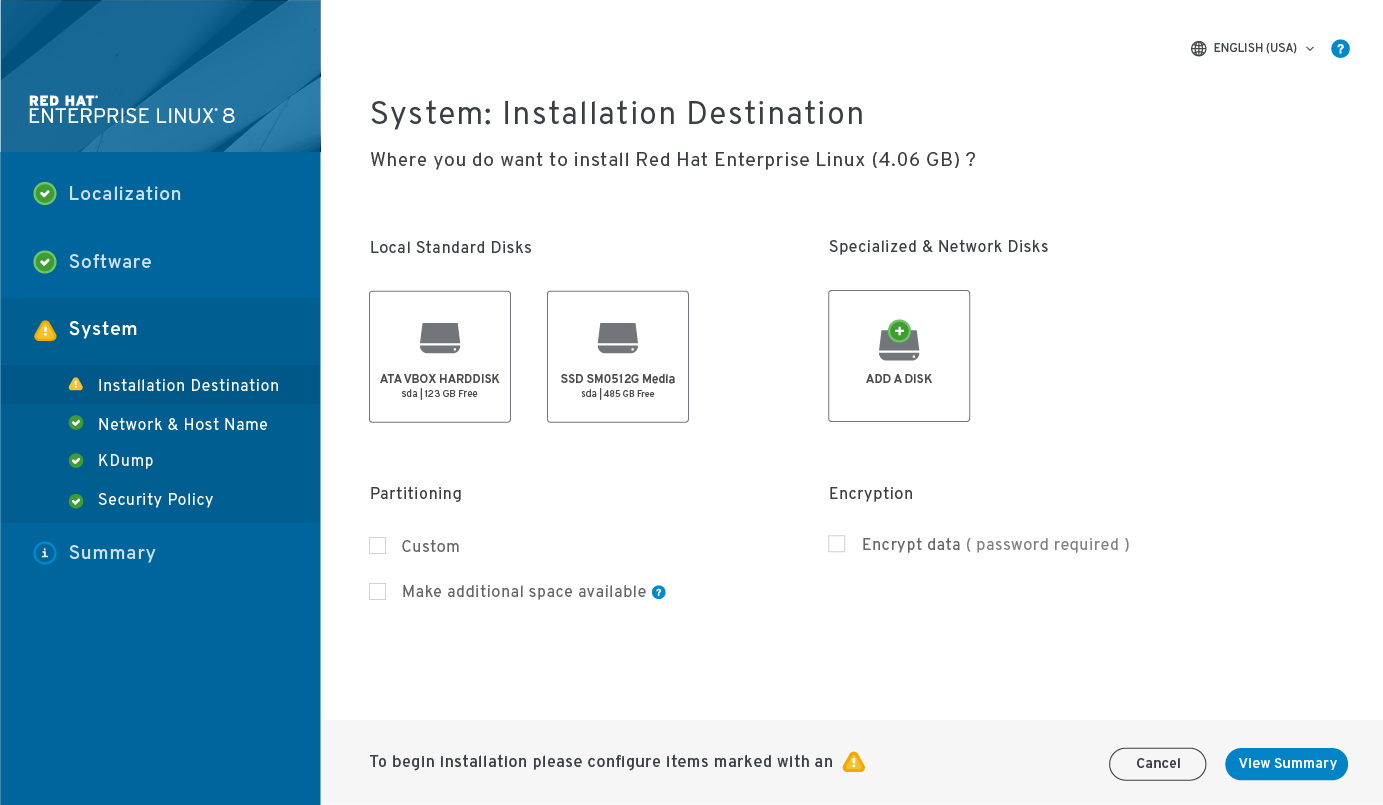 RED HAT
ENTERPRISE LINUX 8
Localization
Software
System
Installation Destination
Network & Host Name
KDump
Security Policy
Summary
ENGLISH (USA)
System: Installation Destination
Where you do want to install Red Hat Enterprise Linux (4.06 GB) ?
Local Standard Disks
ATA VBOX HARDDISK
sda | 123 GB Free
SSD SM0512G Media
sda | 485 GB Free
Specialized & Network Disks
ADD A DISK
Partitioning
Custom
Make additional space available
Encryption
Encrypt data ( password required )
To begin installation please configure items marked with an
Cancel
View Summary